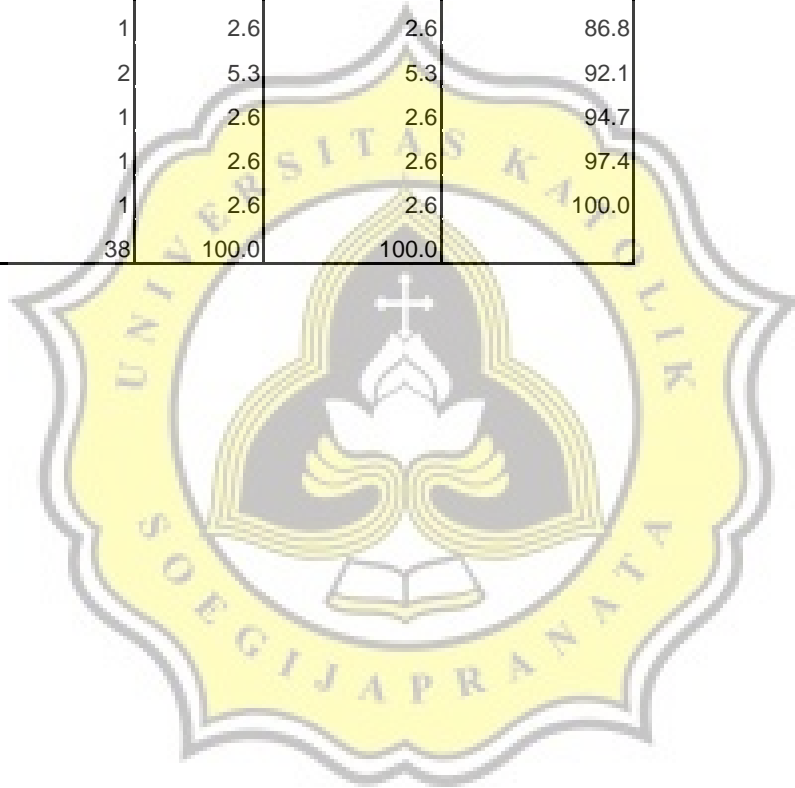 1 2.6 2.6 86.8
2 5.3 5.3 92.1
1 2.6 2.6 94.7
1 2.6 2.6 97.4
1 2.6 2.6 100.0
38 100.0 100.0
UNIVERSITAS KATOLIK
SOEGIJAPRANATA